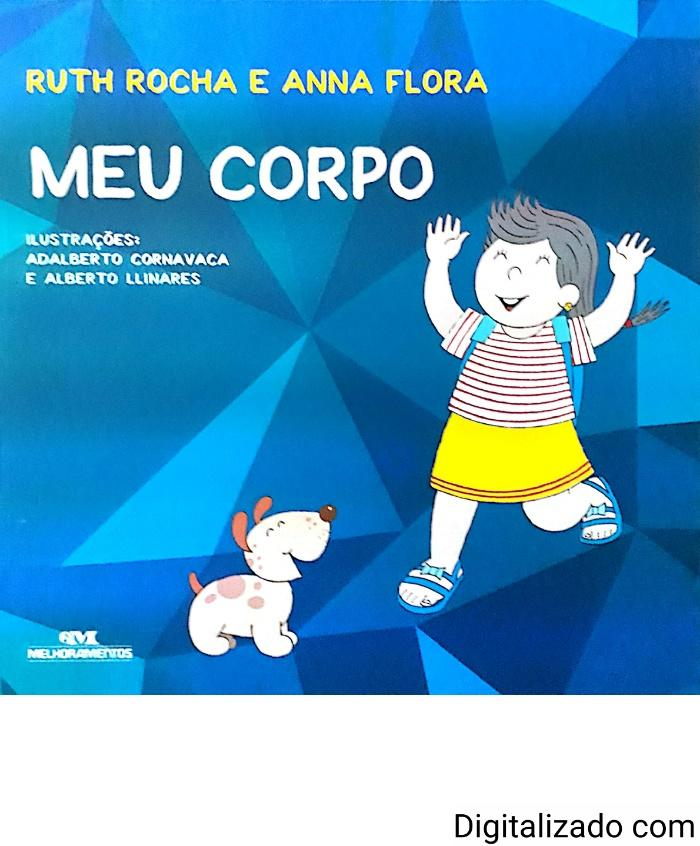 RUTH ROCHA E ANNA FLORA
MEU CORPO
ILUSTRAÇÕES:
ADALBERTO CORNAVACA
E ALBERTO LLINARES
MELHORAMENTOS
Digitalizado com